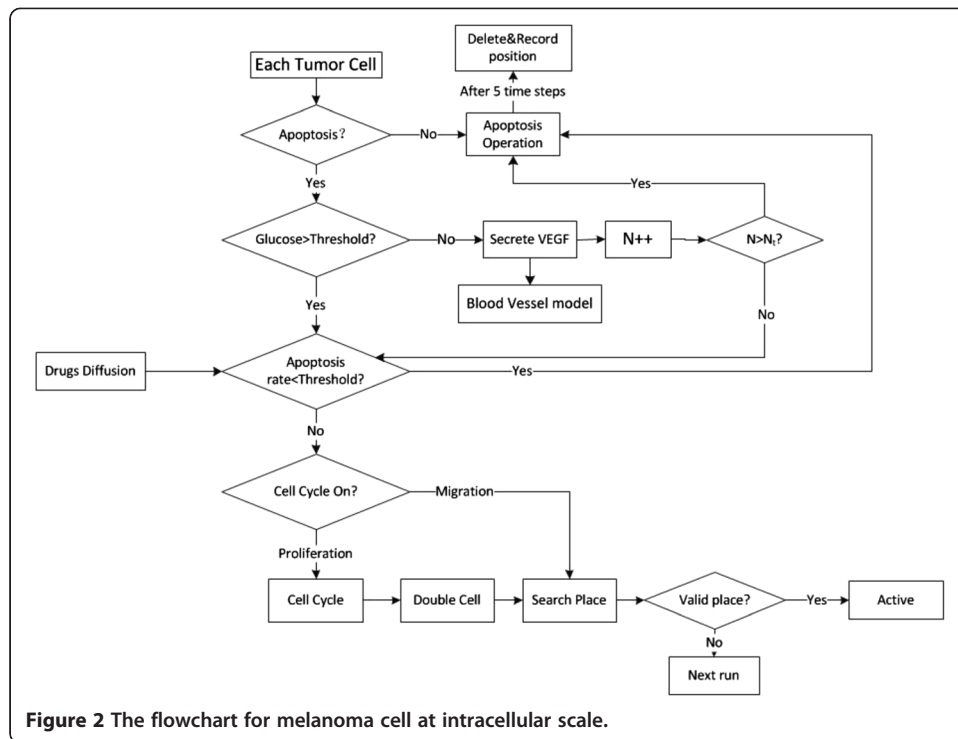 Delete&Record
position
Each Tumor Cell
After 5 time steps
Apoptosis?
No
Apoptosis
Operation
Yes
Yes
Glucose>Threshold?
No
Secrete VEGF
N++
N>Nt?
Blood Vessel model
Yes
No
Drugs Diffusion
Apoptosis
rate<Threshold?
Yes
No
Cell Cycle On?
Migration
Proliferation
Cell Cycle
Double Cell
Search Place
Valid place?
Yes
Active
No
Next run
Figure 2 The flowchart for melanoma cell at intracellular scale.